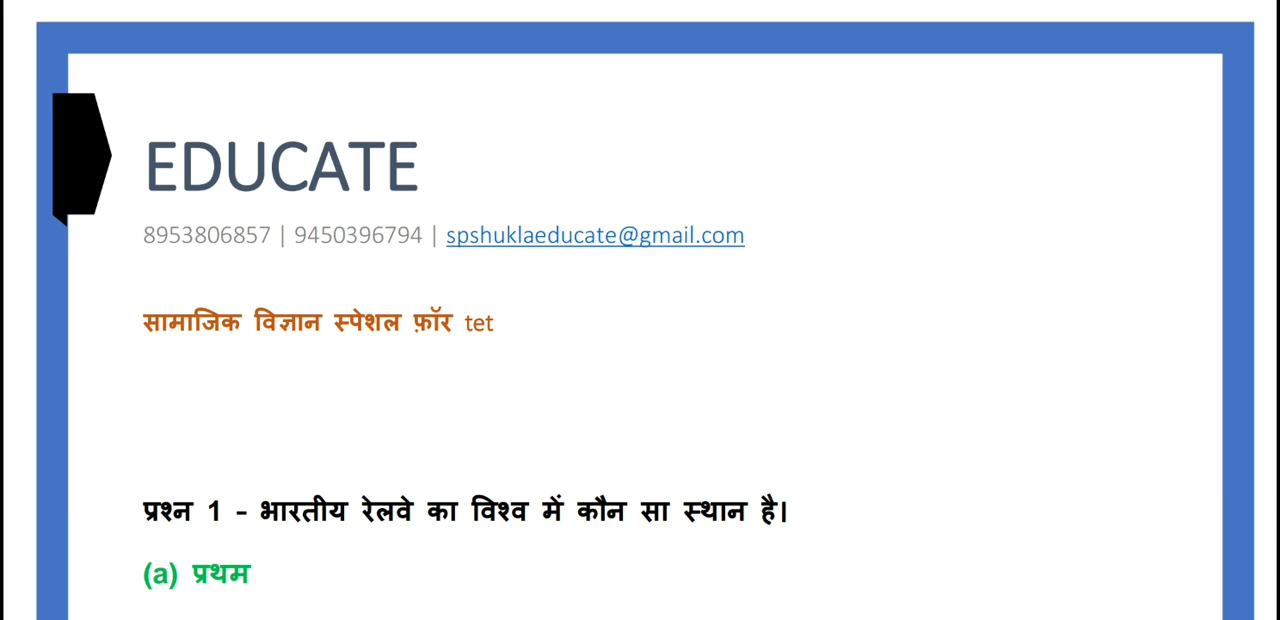 EDUCATE
8953806857 | 9450396794 | spshuklaeducate@gmail.com
सामाजिक विज्ञान स्पेशल फ़ॉर tet
प्रश्न 1 - भारतीय रेलवे का विश्व में कौन सा स्थान है।
(a) प्रथम